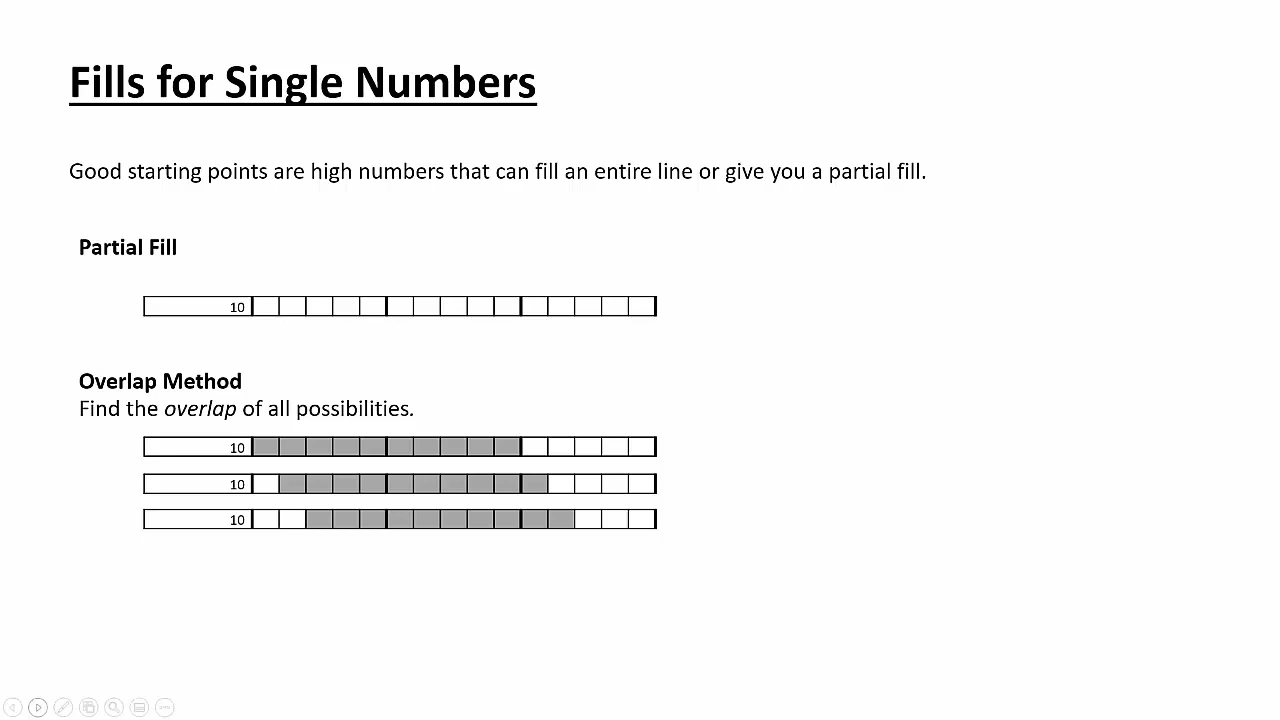 Fills for Single Numbers
Good starting points are high numbers that can fill an entire line or give you a partial fill.
Partial Fill
10
Overlap Method
Find the overlap of all possibilities.
10
10
10